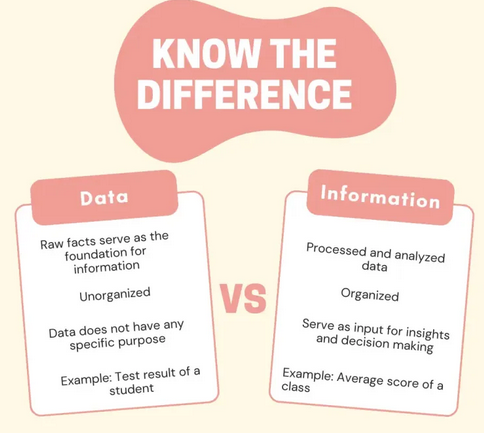 KNOW THE
DIFFERENCE
Data
Raw facts serve as the
foundation for
information
Unorganized
Data does not have any
specific purpose
Example: Test result of a
student
VS
Information
Processed and analyzed
data
Organized
Serve as input for insights
and decision making
Example: Average score of a
class